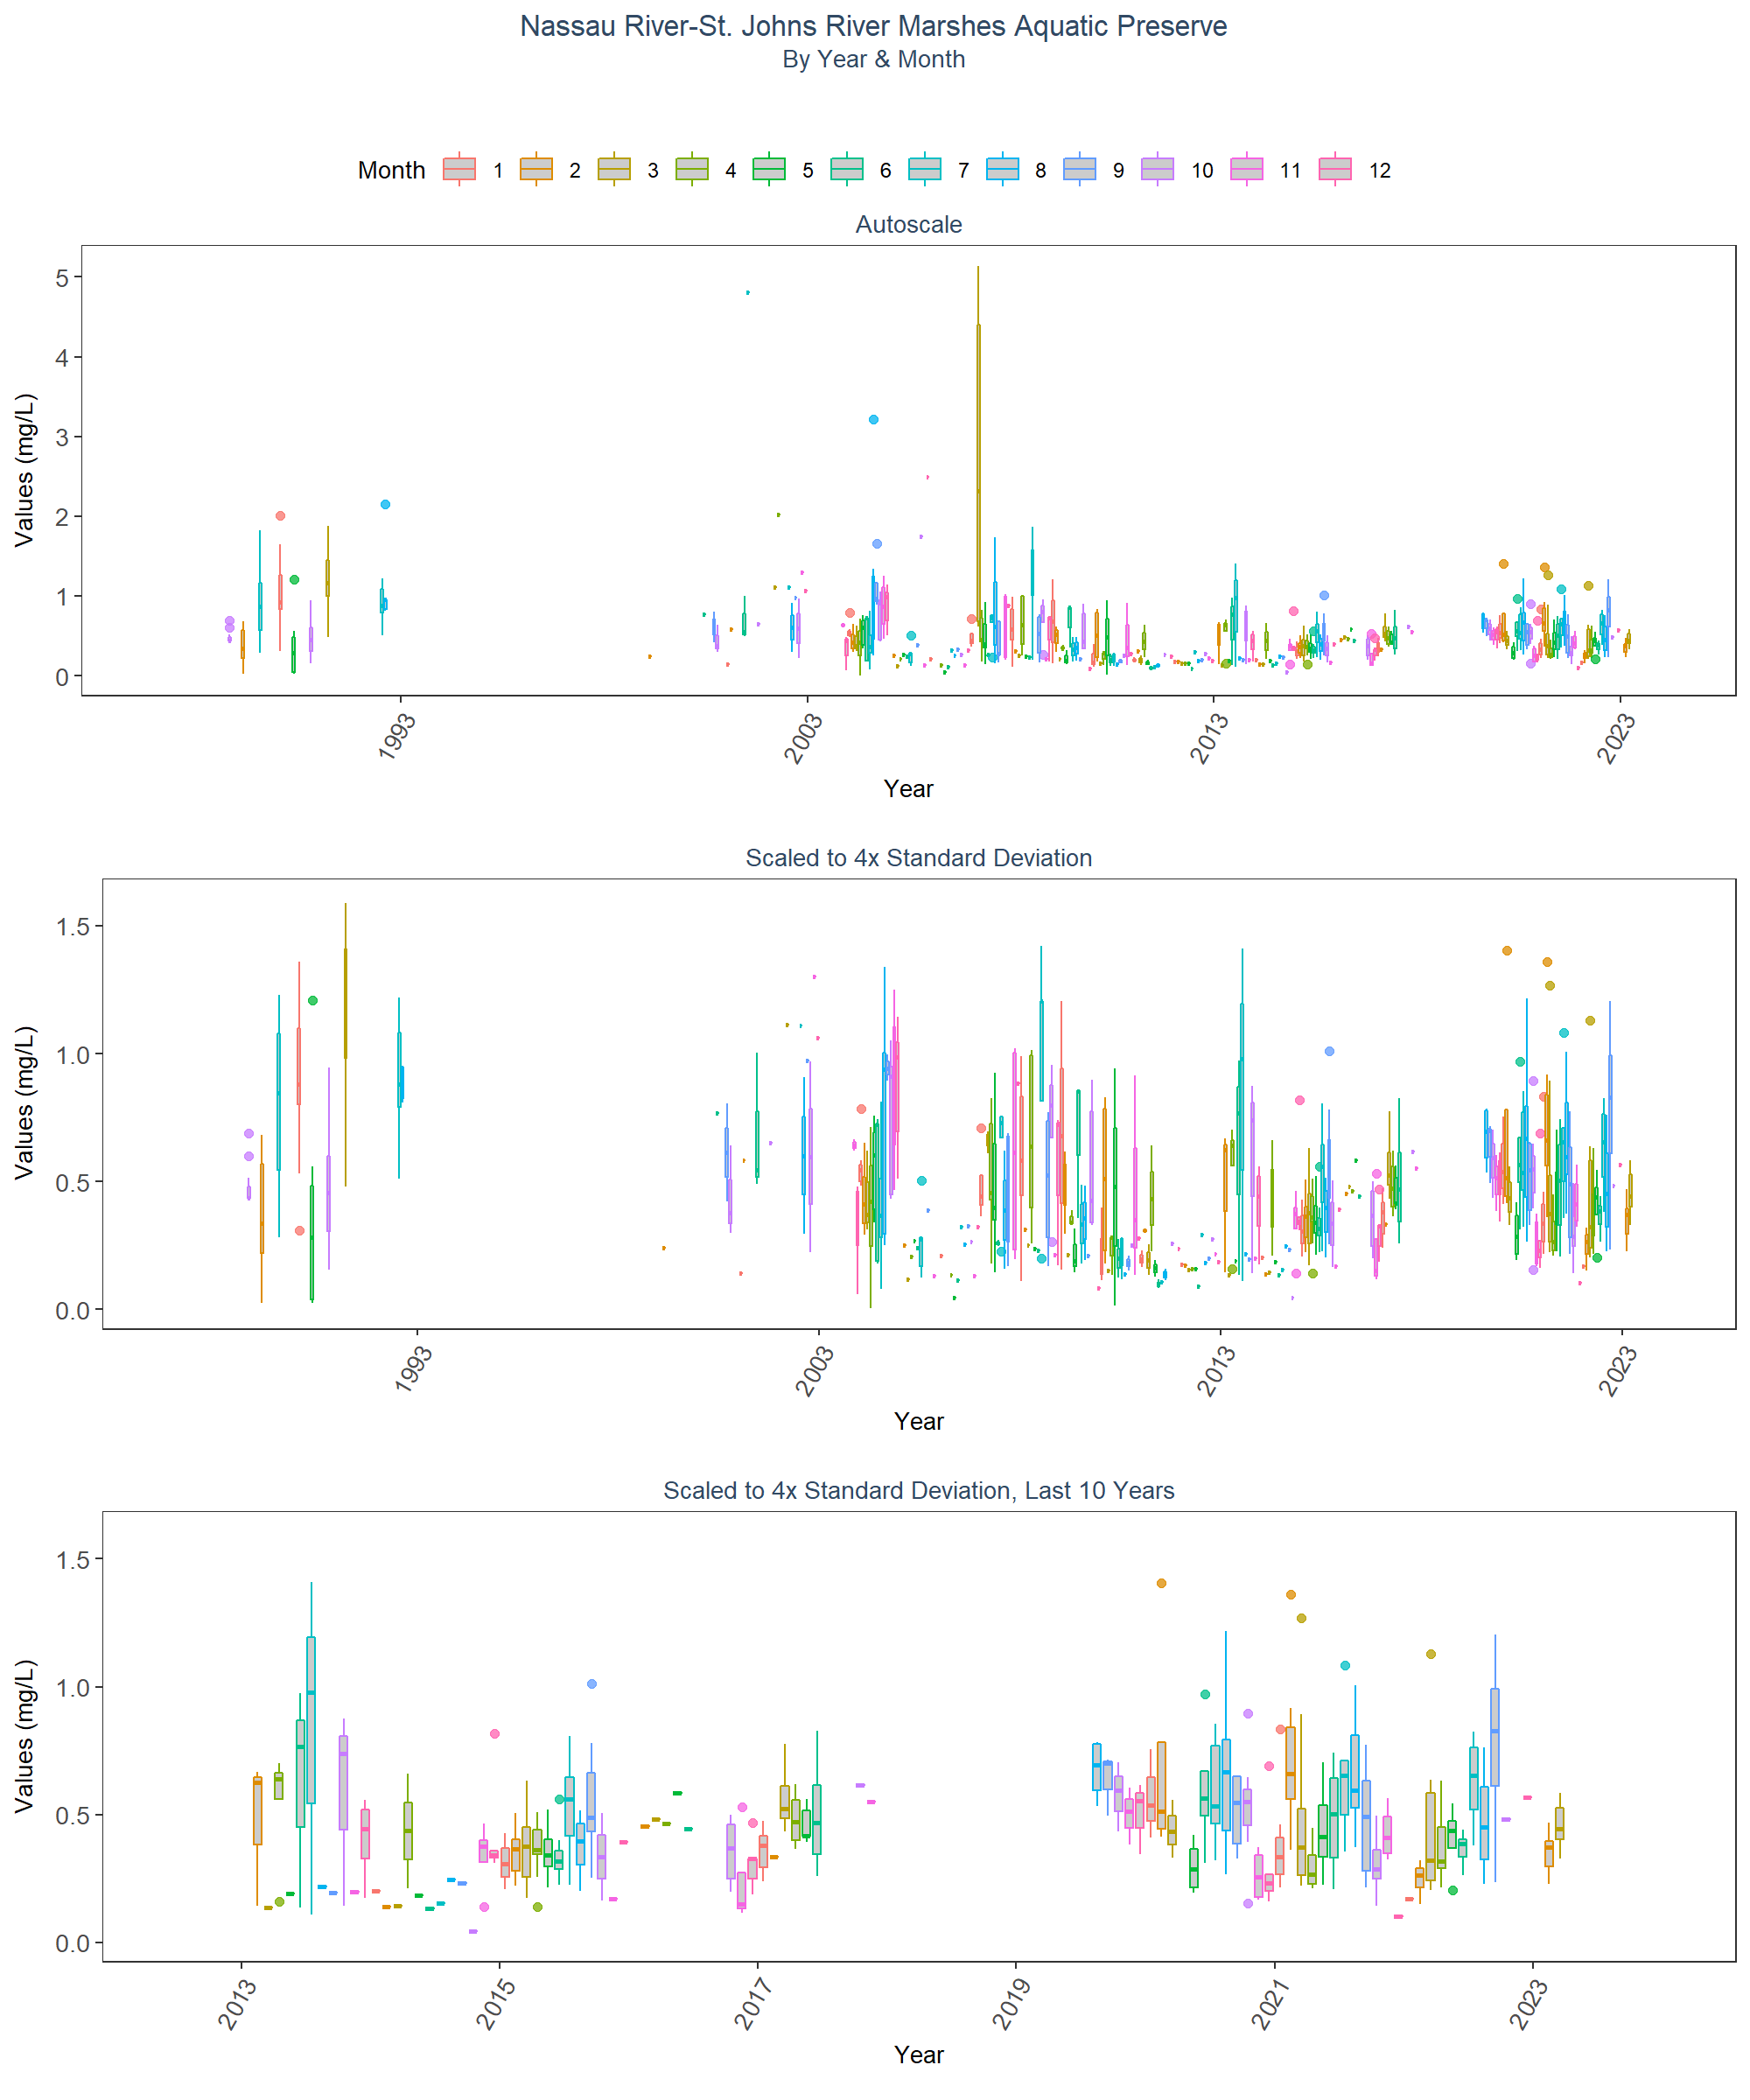 Nassau River-St. Johns River Marshes Aquatic Preserve
By Year & Month
Month 1 2 3 4 5 6 7 8 9 10 11 12
Autoscale
Values (mg/L)
5
4
3
2
1
0
1993 2003 2013 2023
Year
Scaled to 4x Standard Deviation
Values (mg/L)
1.5
1.0
0.5
0.0
1993 2003 2013 2023
Year
Scaled to 4x Standard Deviation, Last 10 Years
Values (mg/L)
1.5
1.0
0.5
0.0
2013 2015 2017 2019 2021 2023
Year